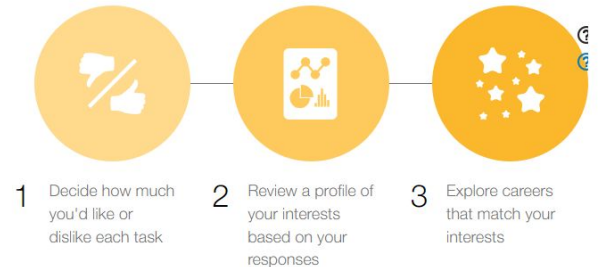 1 Decide how much
you'd like or
dislike each task
2 Review a profile of
your interests
based on your
responses
3 Explore careers
that match your
interests